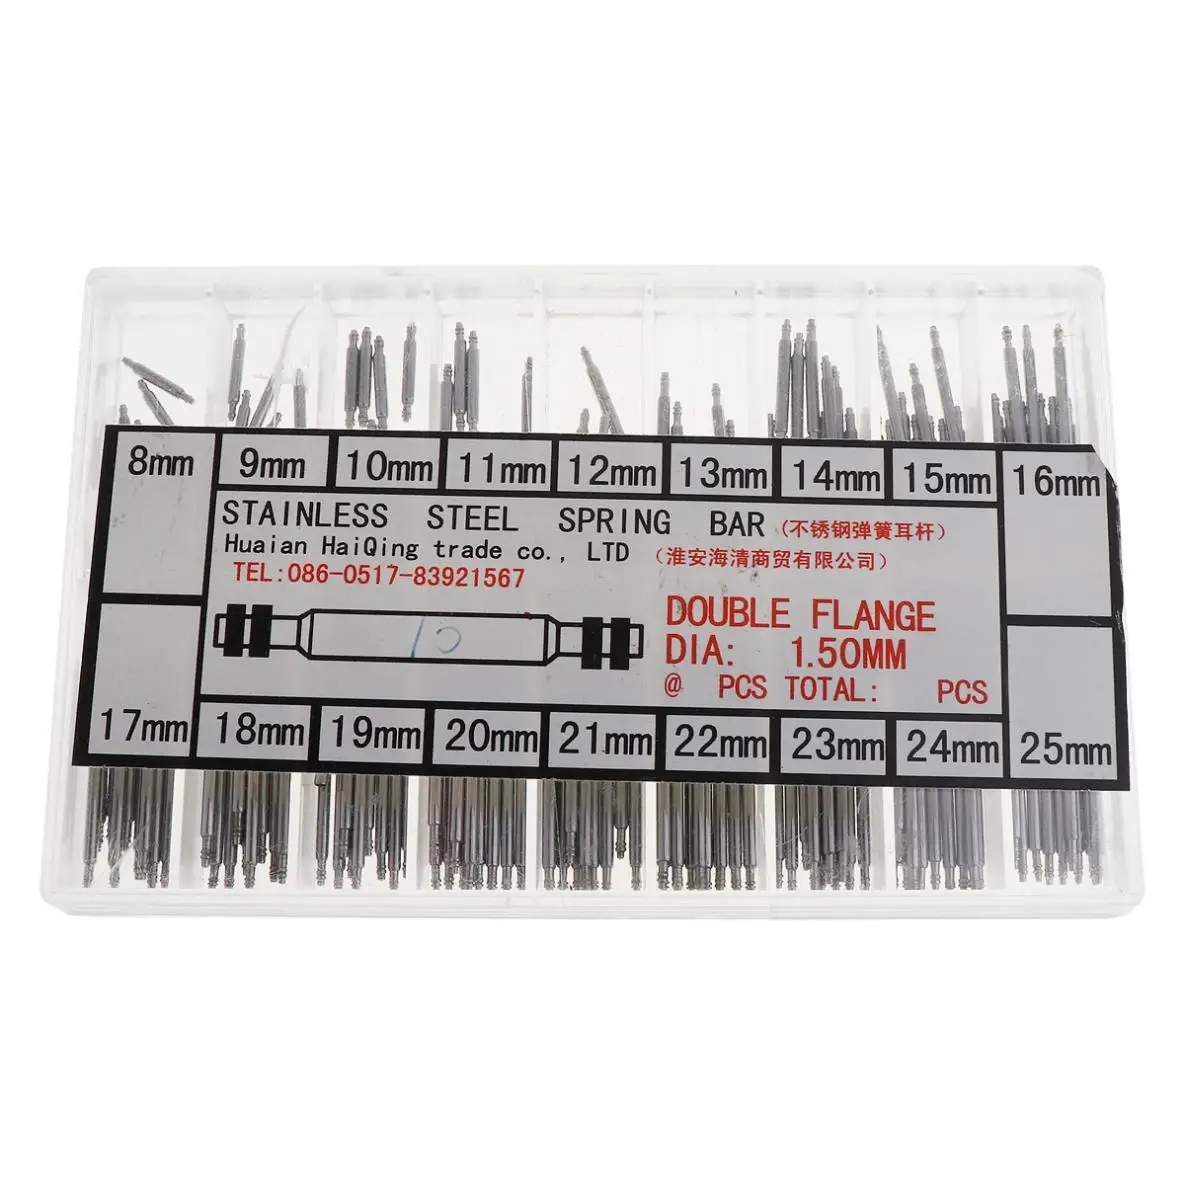 8mm 9mm 10mm 11mm 12mm 13mm 14mm 15mm 16mm
STAINLESS STEEL SPRING BAR (不锈钢弹簧耳杆)
Huaian HaiQing trade co., LTD (淮安海清商贸有限公司)
TEL:086-0517-83921567
10
DOUBLE FLANGE
DIA: 1.50MM
@ PCS TOTAL: PCS
17mm 18mm 19mm 20mm 21mm 22mm 23mm 24mm 25mm